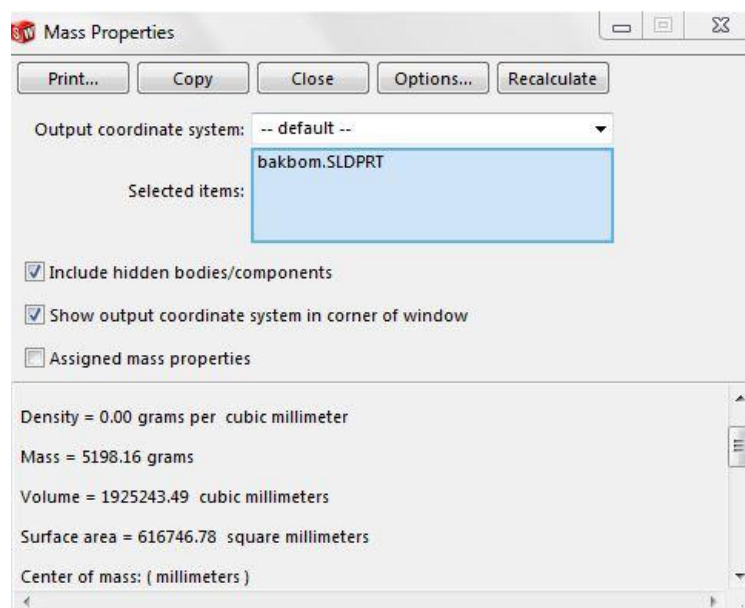 Mass Properties
Print... Copy Close Options... Recalculate
Output coordinate system: -- default --
bakbom.SLDPRT
Selected items:
Include hidden bodies/components
Show output coordinate system in corner of window
Assigned mass properties
Density = 0.00 grams per cubic millimeter
Mass = 5198.16 grams
Volume = 1925243.49 cubic millimeters
Surface area = 616746.78 square millimeters
Center of mass: ( millimeters )